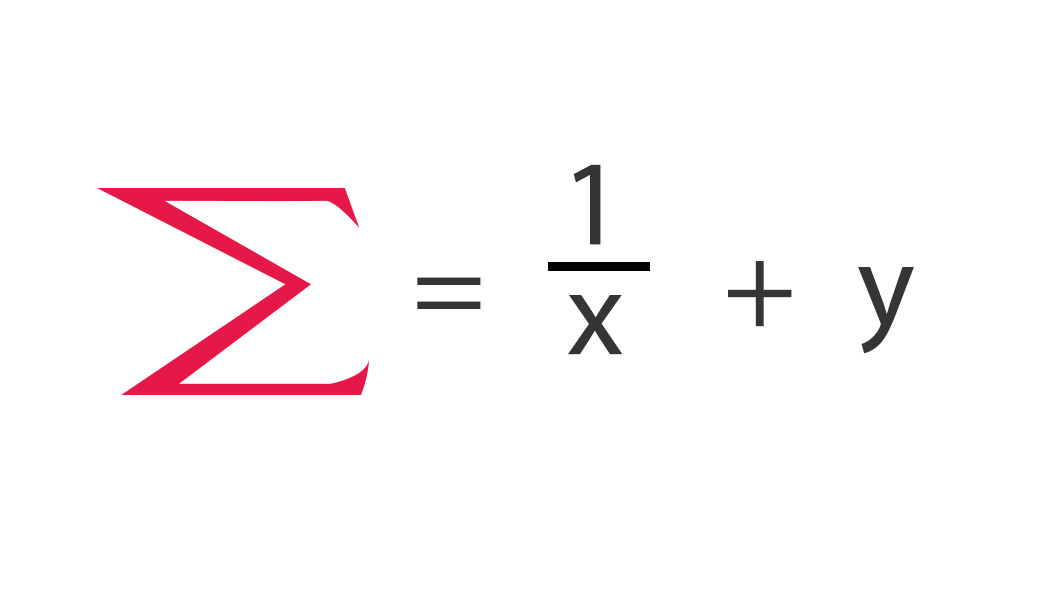 ∑ = 1/x + y